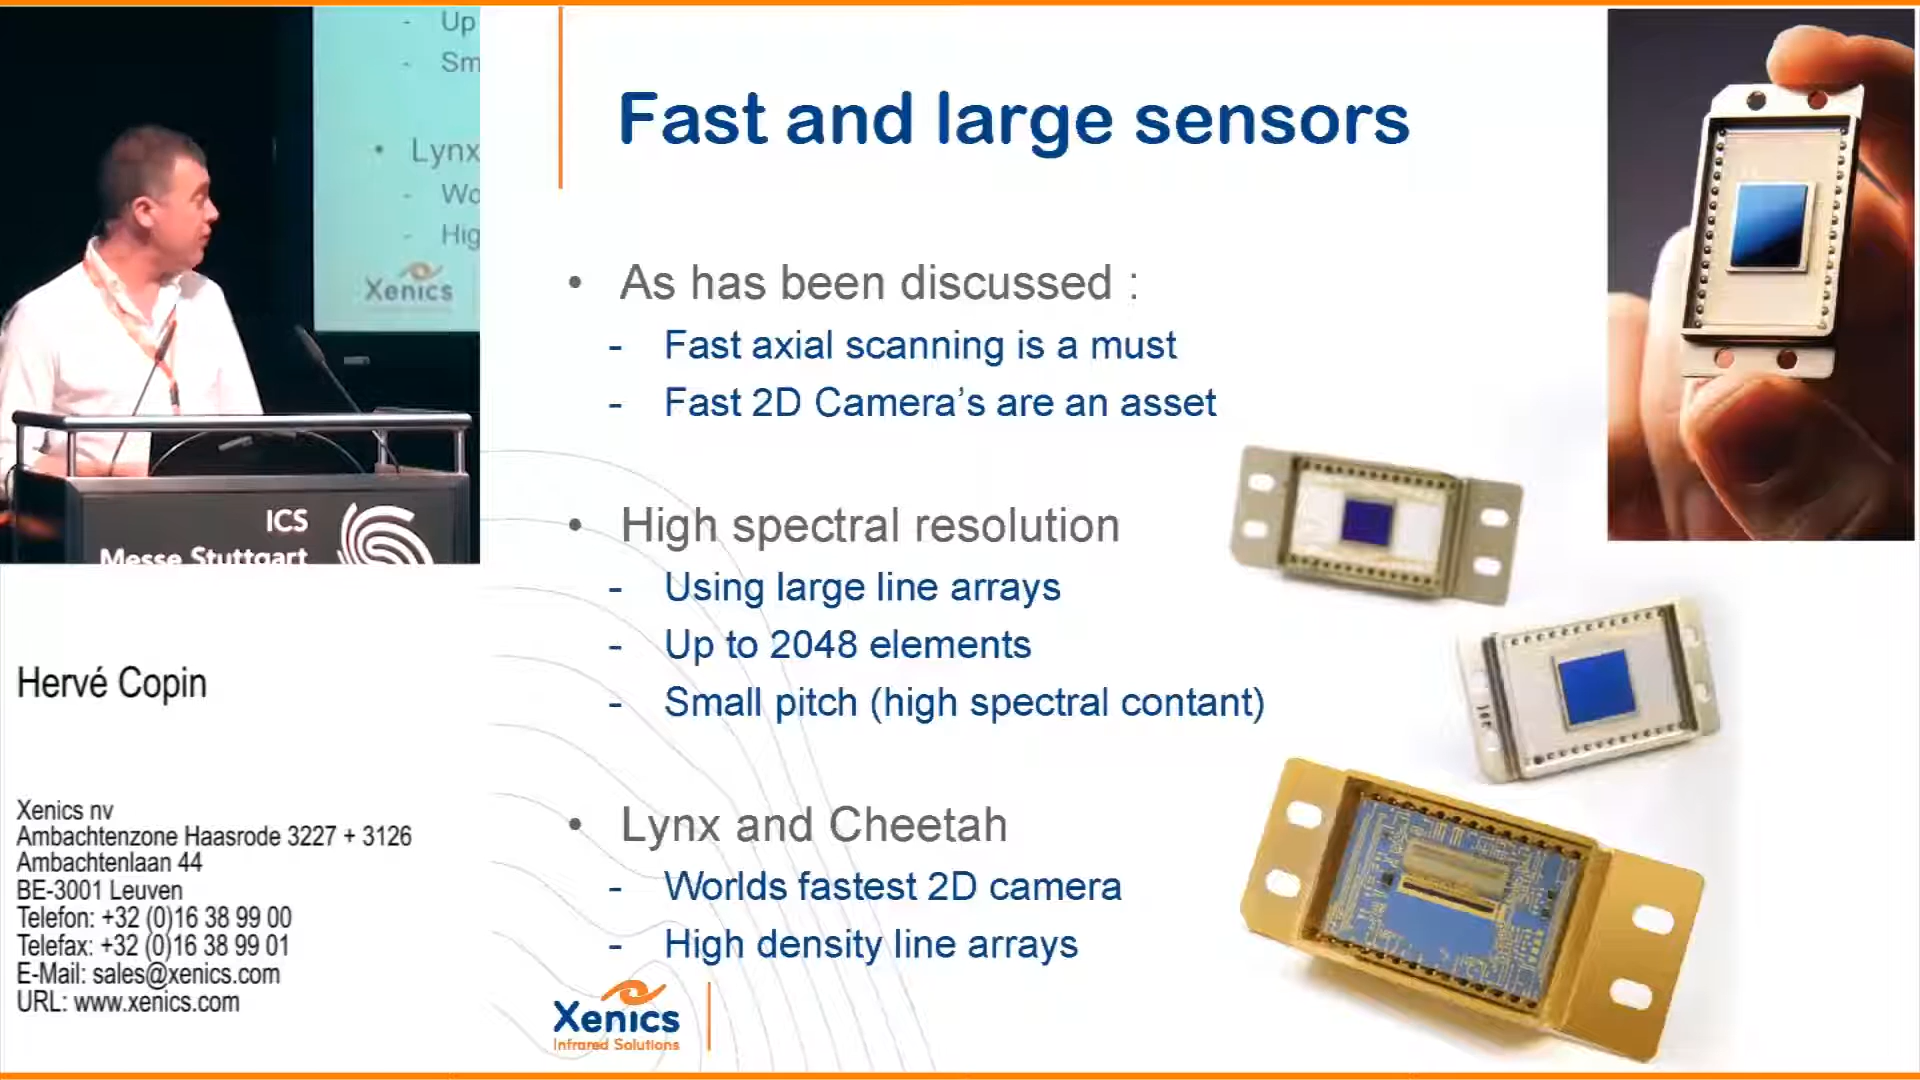 - Up
- Sm
• Lynx
- Wo
- Hig
Xenics
ICS
Messe Stuttgart
Hervé Copin
Xenics nv
Ambachtenzone Haasrode 3227 + 3126
Ambachtenlaan 44
BE-3001 Leuven
Telefon: +32 (0)16 38 99 00
Telefax: +32 (0)16 38 99 01
E-Mail: sales@xenics.com
URL: www.xenics.com
Fast and large sensors
• As has been discussed :
- Fast axial scanning is a must
- Fast 2D Camera's are an asset
• High spectral resolution
- Using large line arrays
- Up to 2048 elements
- Small pitch (high spectral contant)
• Lynx and Cheetah
- Worlds fastest 2D camera
- High density line arrays
Xenics
Infrared Solutions